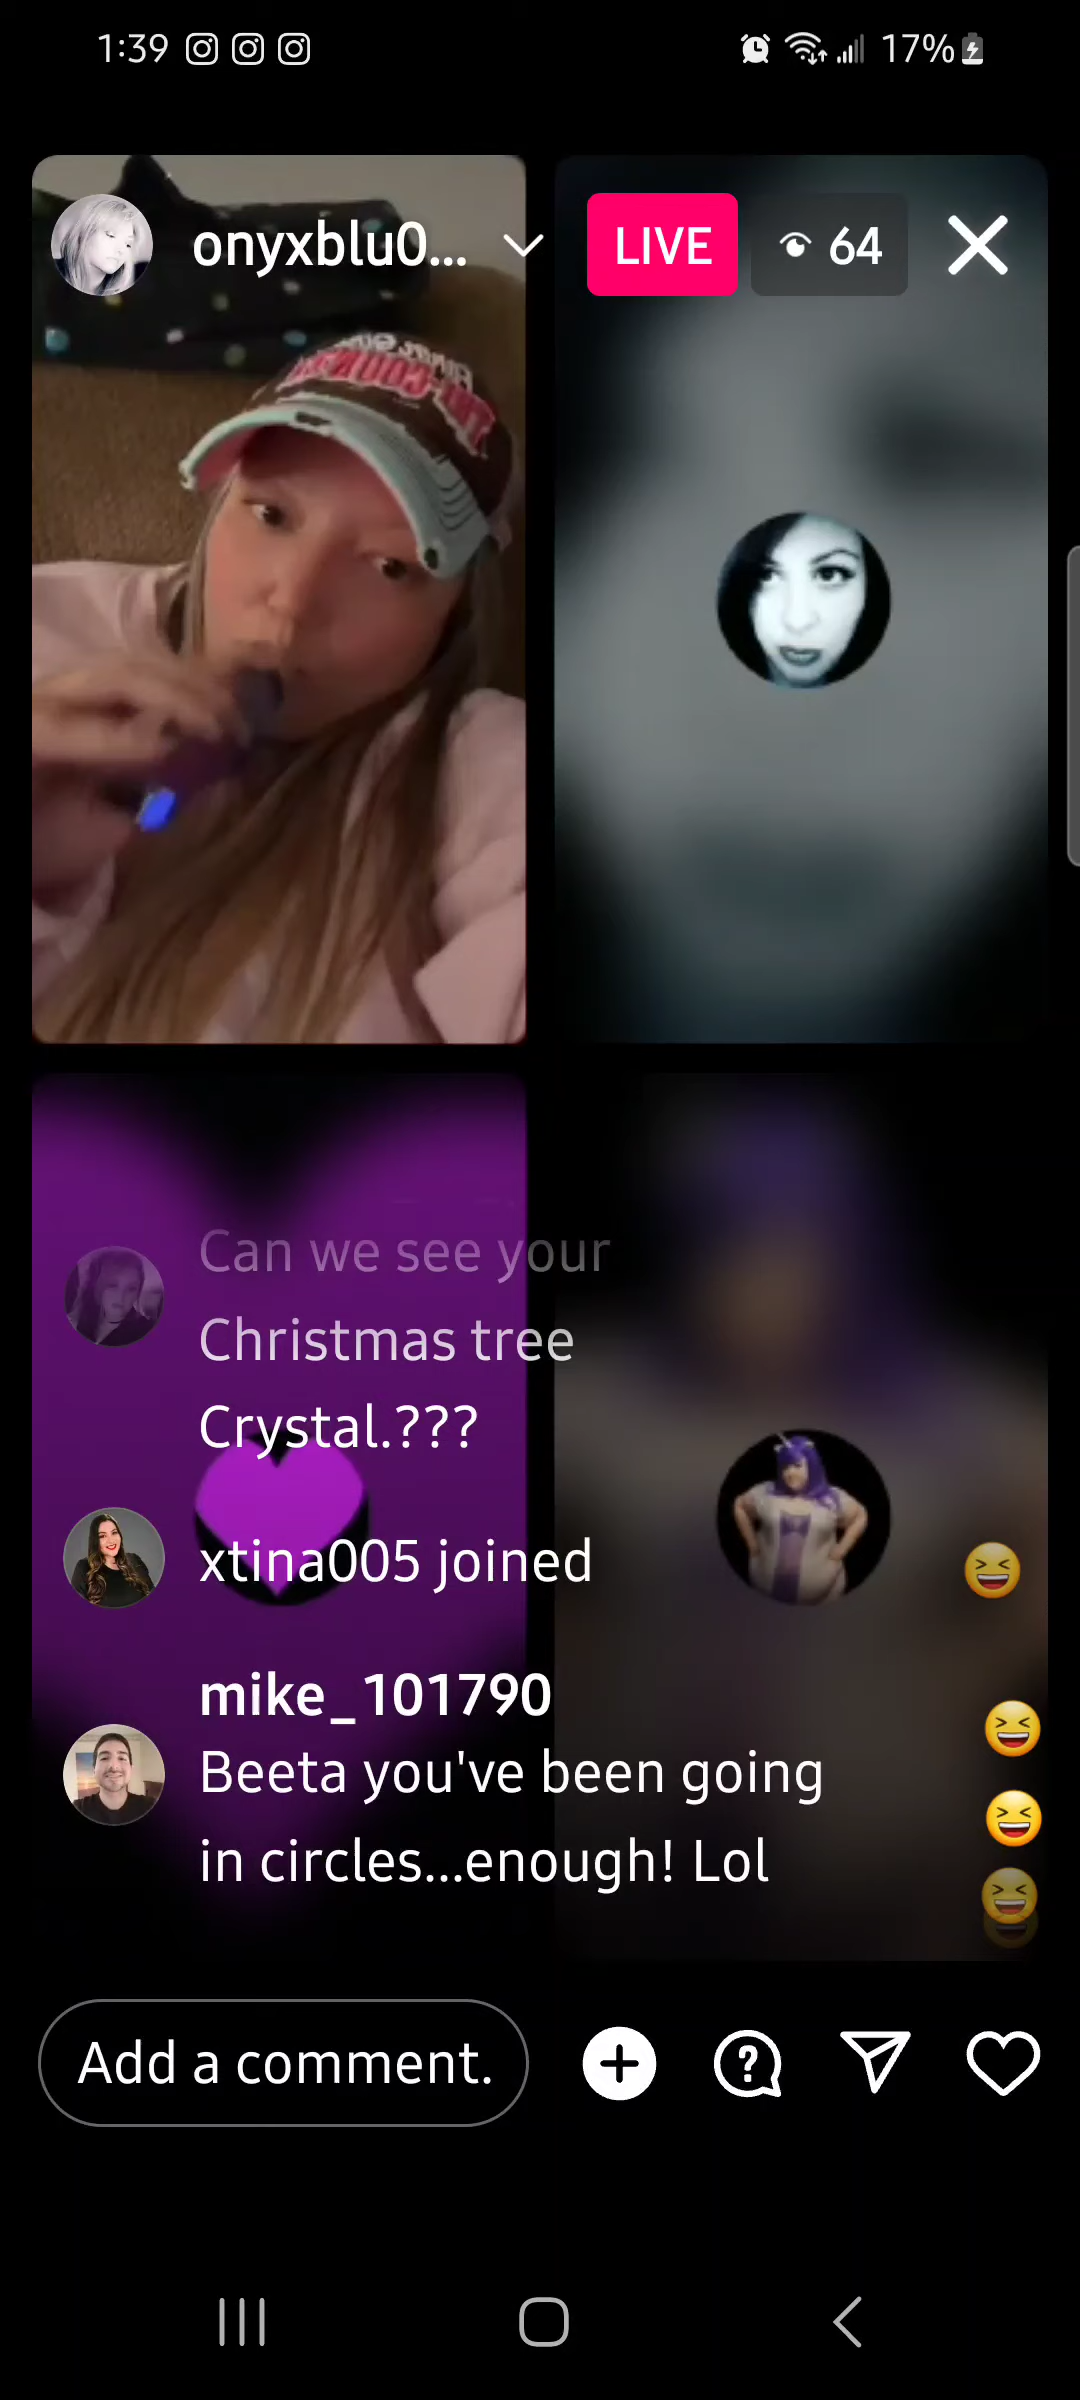 1:39
17%
onyxblu0...
LIVE
64
Can we see your
Christmas tree
Crystal.???
xtina005 joined
mike_101790
Beeta you've been going
in circles...enough! Lol
Add a comment.